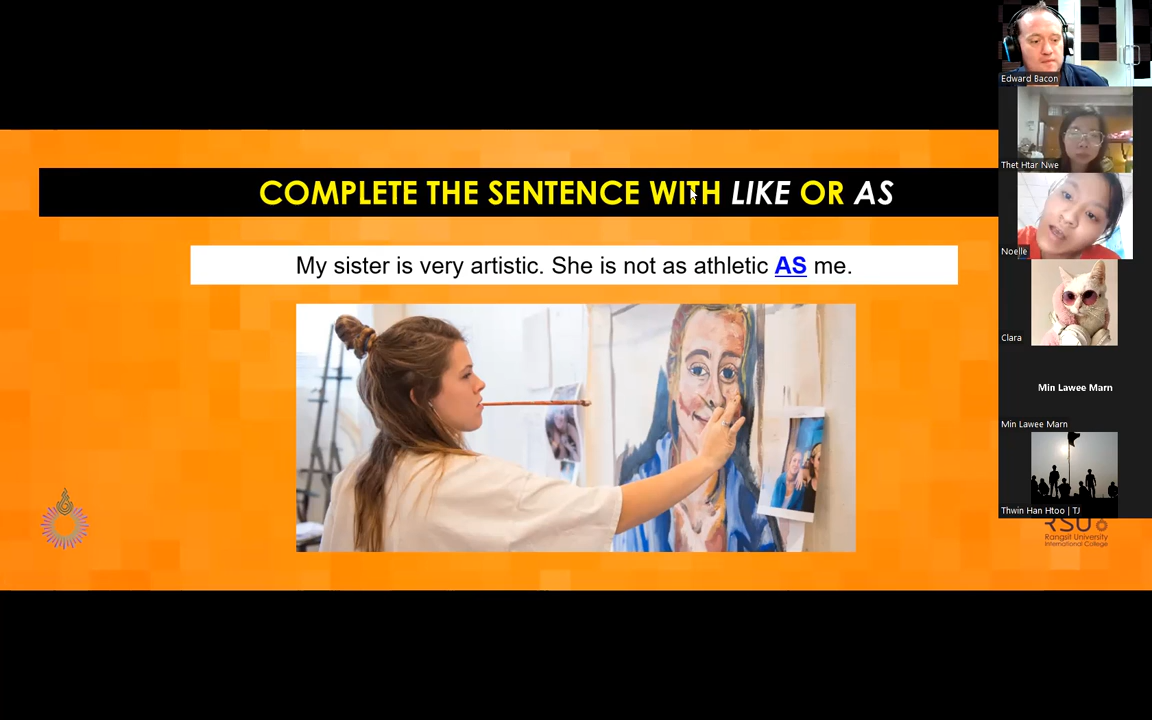 COMPLETE THE SENTENCE WITH LIKE OR AS
My sister is very artistic. She is not as athletic AS me.
Edward Bacon
Thet Htar Nwe
Noelle
Clara
Min Lawee Marn
Min Lawee Marn
Thwin Han Htoo | TJ
RSU
Rangsit University
International College